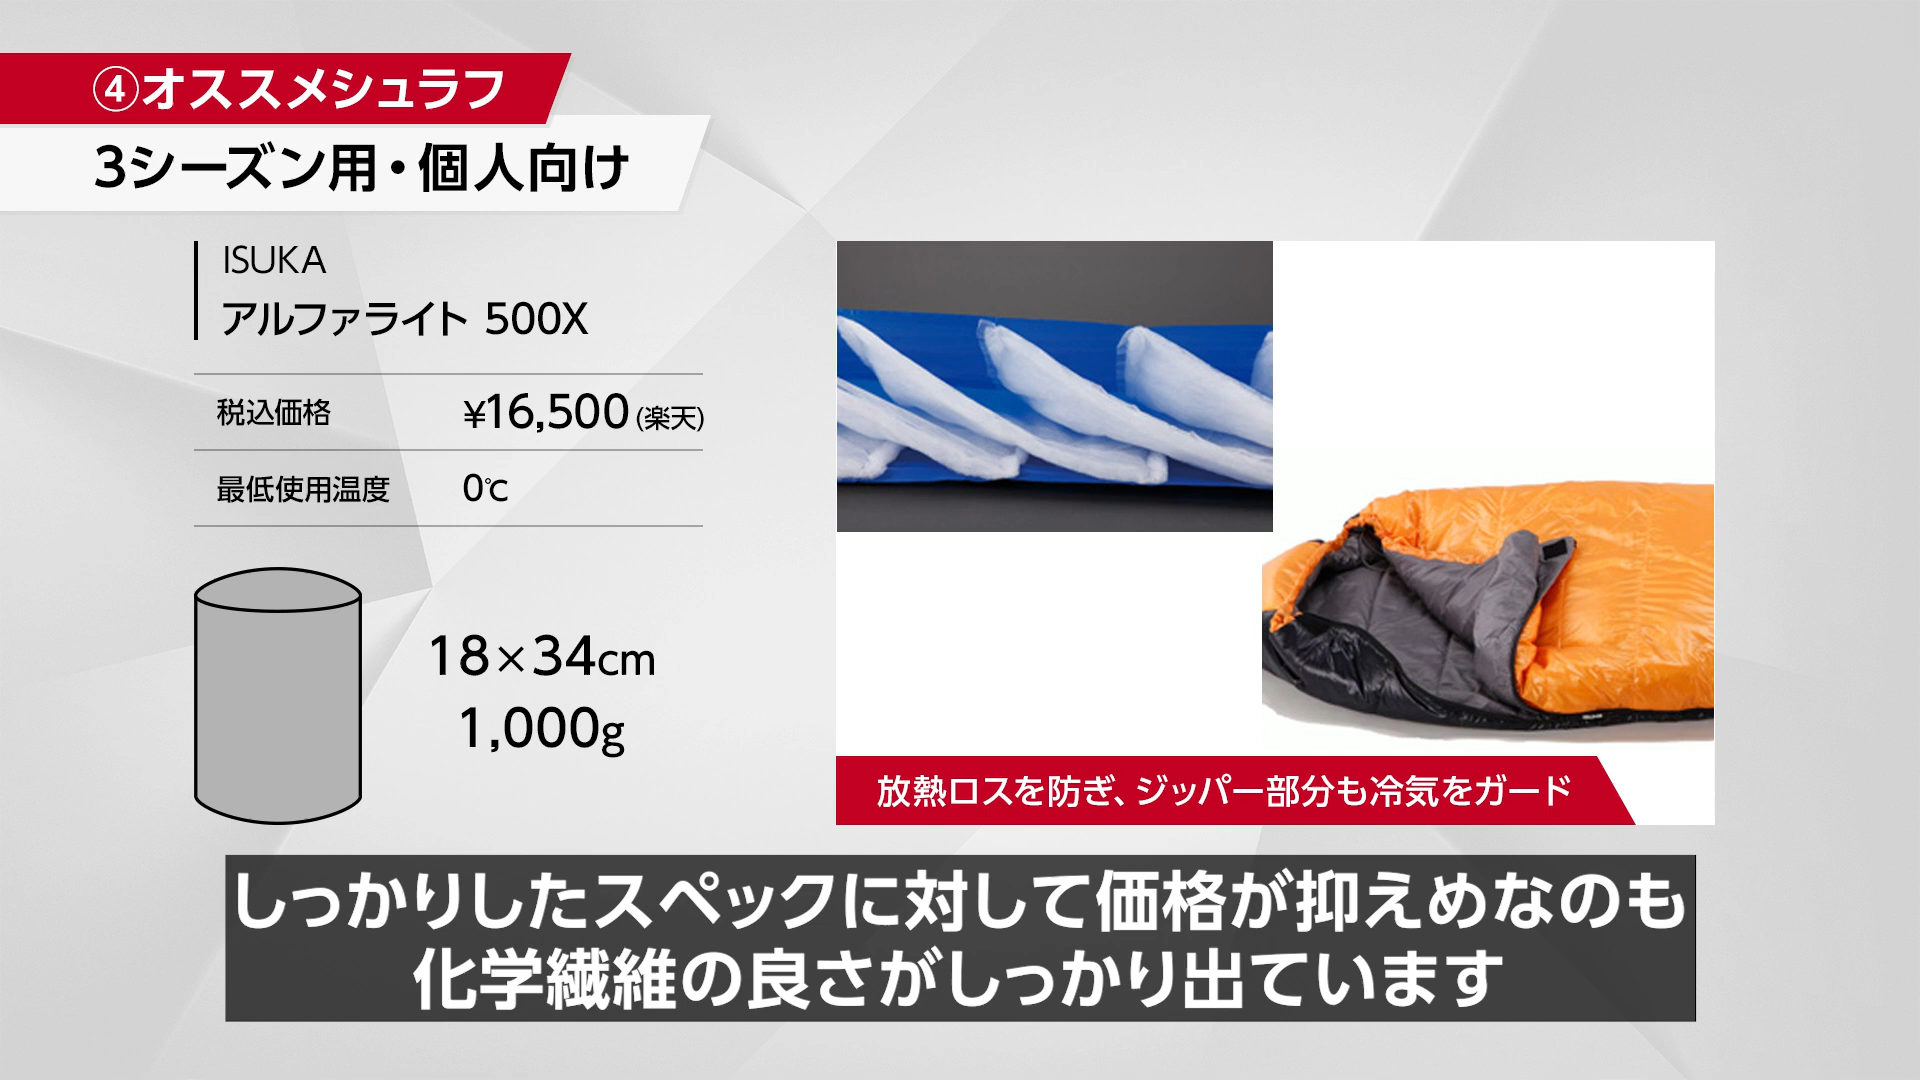 ④オススメシュラフ
3シーズン用・個人向け
ISUKA
アルファライト 500X
税込価格 ¥16,500(楽天)
最低使用温度 0℃
18×34cm
1,000g
放熱ロスを防ぎ、ジッパー部分も冷気をガード
しっかりしたスペックに対して価格が抑えめなのも
化学繊維の良さがしっかり出ています